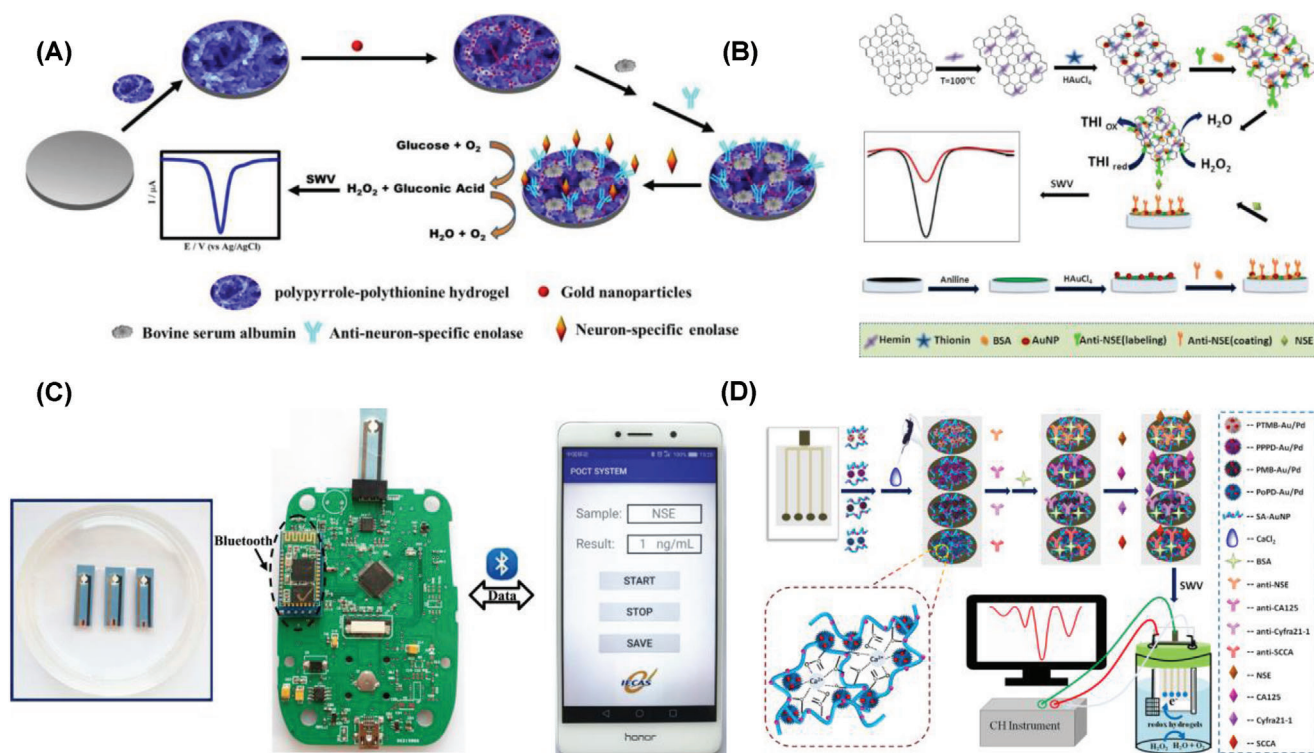 (A)
Glucose + O2
H2O2 + Gluconic Acid
H2O + O2
SWV
I / μA
E / V (vs Ag/AgCl)
polypyrrole-polythionine hydrogel
Gold nanoparticles
Bovine serum albumin
Anti-neuron-specific enolase
Neuron-specific enolase
(B)
T=100°C
HAuCl4
THI ox
H2O
THI red
H2O2
SWV
Aniline
HAuCl4
Hemin
Thionin
BSA
AuNP
Anti-NSE(labeling)
Anti-NSE(coating)
NSE
(C)
Bluetooth
Data
POCT SYSTEM
Sample:
NSE
Result:
1 ng/mL
START
STOP
SAVE
IECAS
honor
(D)
SWV
Ca2+
Ca2+
CH Instrument
e-
redox hydrogels
H2O2
H2O + O2
-- PTMB-Au/Pd
-- PPPD-Au/Pd
-- PMB-Au/Pd
-- PoPD-Au/Pd
-- SA-AuNP
-- CaCl2
-- BSA
-- anti-NSE
-- anti-CA125
-- anti-Cyfra21-1
-- anti-SCCA
-- NSE
-- CA125
-- Cyfra21-1
-- SCCA